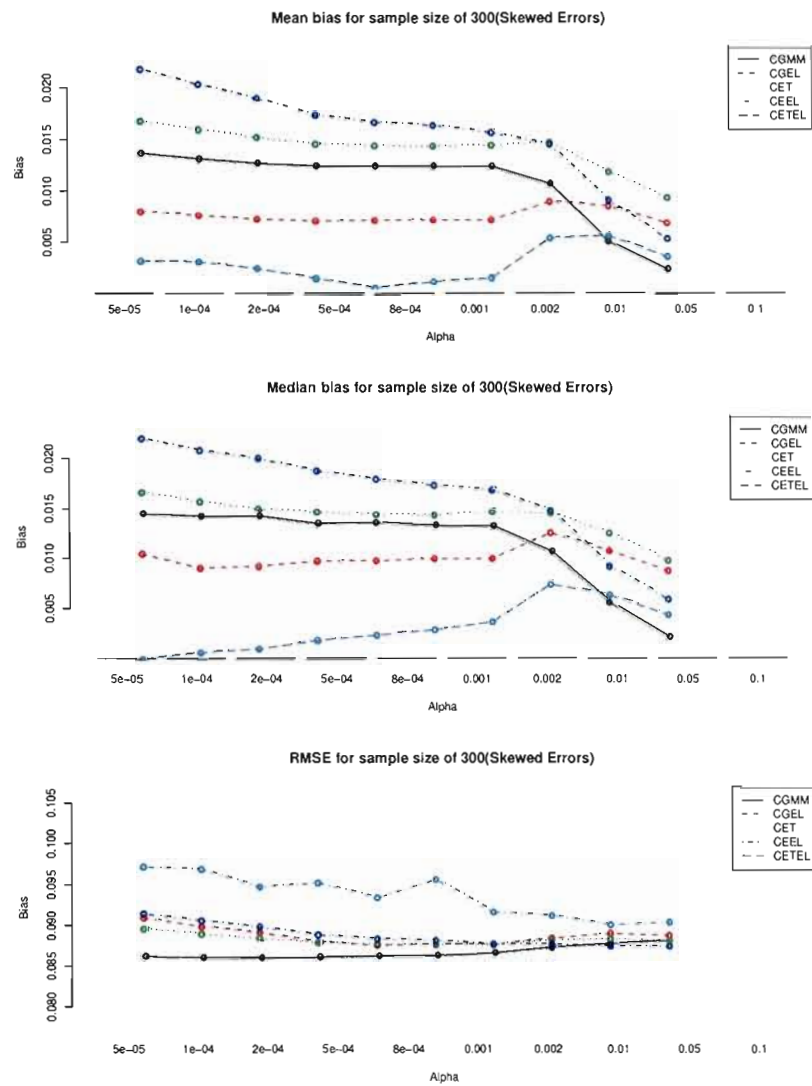 Mean bias for sample size of 300(Skewed Errors)
CGMM
CGEL
CET
CEEL
CETEL
Bias
0.020
0.015
0.010
0.005
5e−05 1e−04 2e−04 5e−04 8e−04 0.001 0.002 0.01 0.05 0.1
Alpha
Median bias for sample size of 300(Skewed Errors)
CGMM
CGEL
CET
CEEL
CETEL
Bias
0.020
0.015
0.010
0.005
5e−05 1e−04 2e−04 5e−04 8e−04 0.001 0.002 0.01 0.05 0.1
Alpha
RMSE for sample size of 300(Skewed Errors)
CGMM
CGEL
CET
CEEL
CETEL
Bias
0.105
0.100
0.095
0.090
0.085
0.080
5e−05 1e−04 2e−04 5e−04 8e−04 0.001 0.002 0.01 0.05 0.1
Alpha